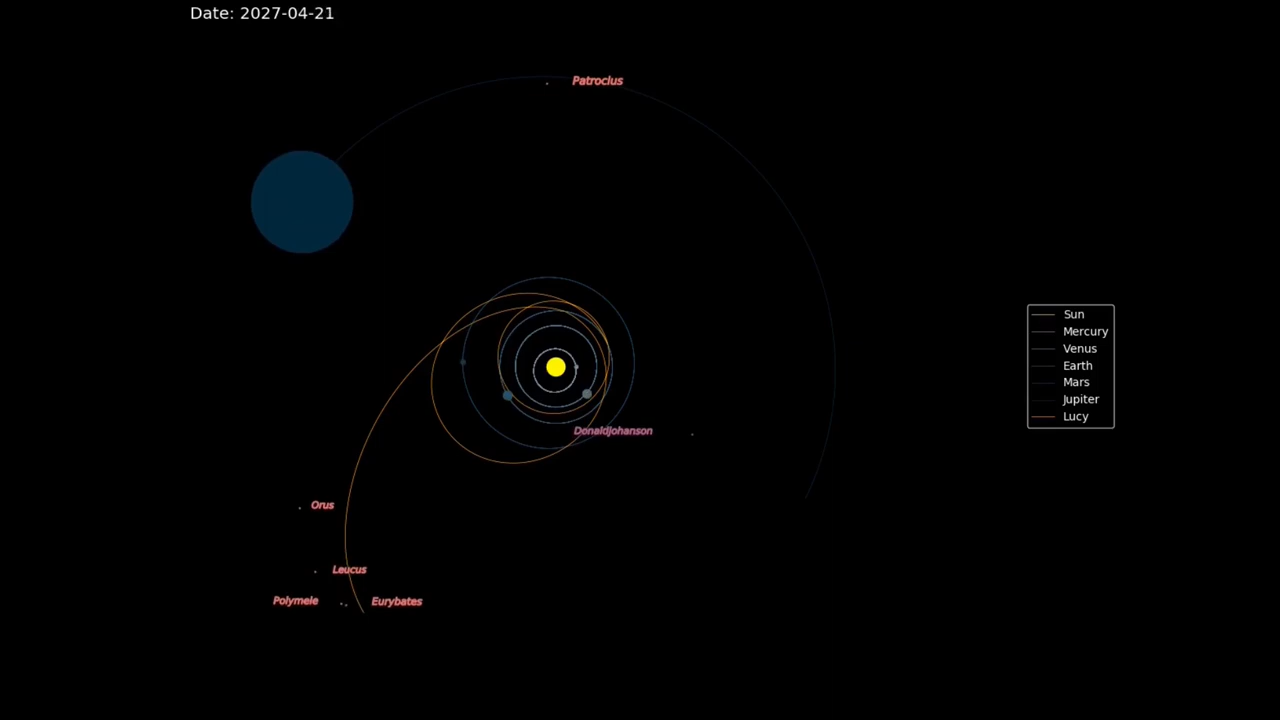 Date: 2027-04-21
Patroclus
Donaldjohanson
Orus
Leucus
Polymele
Eurybates
Sun
Mercury
Venus
Earth
Mars
Jupiter
Lucy